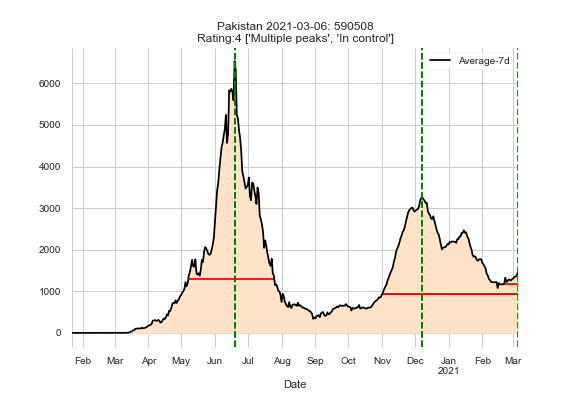 Pakistan 2021-03-06: 590508
Rating:4 ['Multiple peaks', 'In control']
Average-7d
6000
5000
4000
3000
2000
1000
0
Feb Mar Apr May Jun Jul Aug Sep Oct Nov Dec Jan Feb Mar
2021
Date